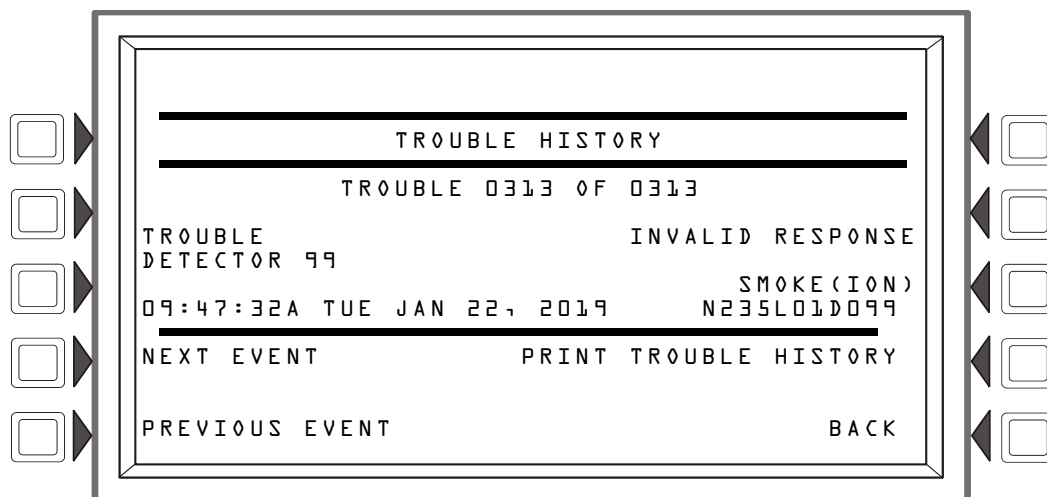 TROUBLE HISTORY
TROUBLE 0313 OF 0313
TROUBLE INVALID RESPONSE
DETECTOR 99
SMOKE(ION)
09:47:32A TUE JAN 22, 2019 N235L01D099
NEXT EVENT PRINT TROUBLE HISTORY
PREVIOUS EVENT BACK